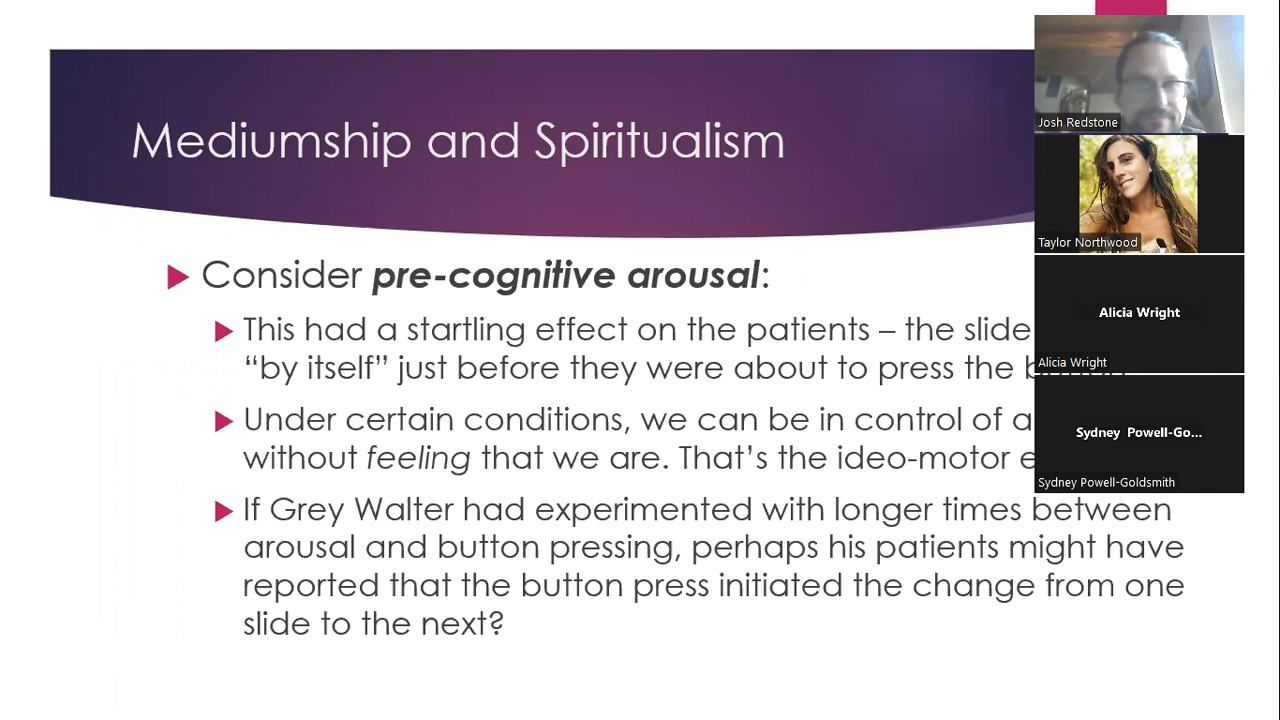 Mediumship and Spiritualism
Consider pre-cognitive arousal:
This had a startling effect on the patients – the slide
“by itself” just before they were about to press the
Under certain conditions, we can be in control of a
without feeling that we are. That’s the ideo-motor
If Grey Walter had experimented with longer times between
arousal and button pressing, perhaps his patients might have
reported that the button press initiated the change from one
slide to the next?
Josh Redstone
Taylor Northwood
Alicia Wright
Alicia Wright
Sydney Powell-Go...
Sydney Powell-Goldsmith